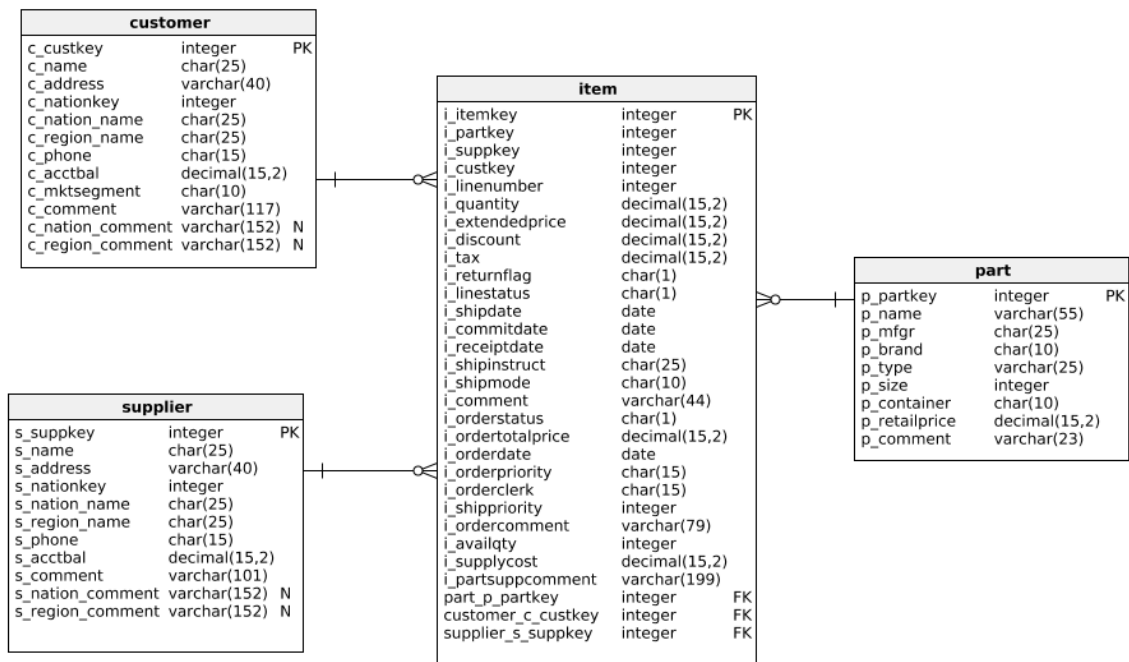 customer
c_custkey integer PK
c_name char(25)
c_address varchar(40)
c_nationkey integer
c_nation_name char(25)
c_region_name char(25)
c_phone char(15)
c_acctbal decimal(15,2)
c_mktsegment char(10)
c_comment varchar(117)
c_nation_comment varchar(152) N
c_region_comment varchar(152) N
supplier
s_suppkey integer PK
s_name char(25)
s_address varchar(40)
s_nationkey integer
s_nation_name char(25)
s_region_name char(25)
s_phone char(15)
s_acctbal decimal(15,2)
s_comment varchar(101)
s_nation_comment varchar(152) N
s_region_comment varchar(152) N
item
i_itemkey integer PK
i_partkey integer
i_suppkey integer
i_custkey integer
i_linenumber integer
i_quantity decimal(15,2)
i_extendedprice decimal(15,2)
i_discount decimal(15,2)
i_tax decimal(15,2)
i_returnflag char(1)
i_linestatus char(1)
i_shipdate date
i_commitdate date
i_receiptdate date
i_shipinstruct char(25)
i_shipmode char(10)
i_comment varchar(44)
i_orderstatus char(1)
i_ordertotalprice decimal(15,2)
i_orderdate date
i_orderpriority char(15)
i_orderclerk char(15)
i_shippriority integer
i_ordercomment varchar(79)
i_availqty integer
i_supplycost decimal(15,2)
i_partsuppcomment varchar(199)
part_p_partkey integer FK
customer_c_custkey integer FK
supplier_s_suppkey integer FK
part
p_partkey integer PK
p_name varchar(55)
p_mfgr char(25)
p_brand char(10)
p_type varchar(25)
p_size integer
p_container char(10)
p_retailprice decimal(15,2)
p_comment varchar(23)